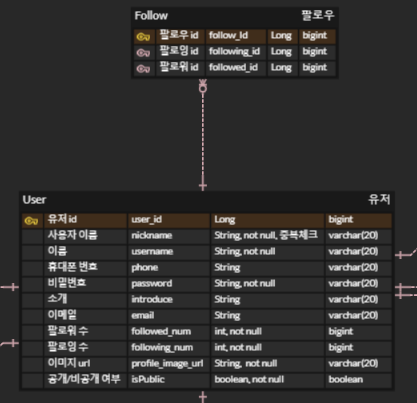 Follow 팔로우
팔로우 id follow_Id Long bigint
팔로잉 id following_id Long bigint
팔로워 id followed_id Long bigint
User 유저
유저 id user_id Long bigint
사용자 이름 nickname String, not null, 중복체크 varchar(20)
이름 username String, not null varchar(20)
휴대폰 번호 phone String varchar(20)
비밀번호 password String, not null varchar(20)
소개 introduce String varchar(20)
이메일 email String varchar(20)
팔로워 수 followed_num int, not null bigint
팔로잉 수 following_num int, not null bigint
이미지 url profile_image_url String, not null varchar(20)
공개/비공개 여부 isPublic boolean, not null boolean